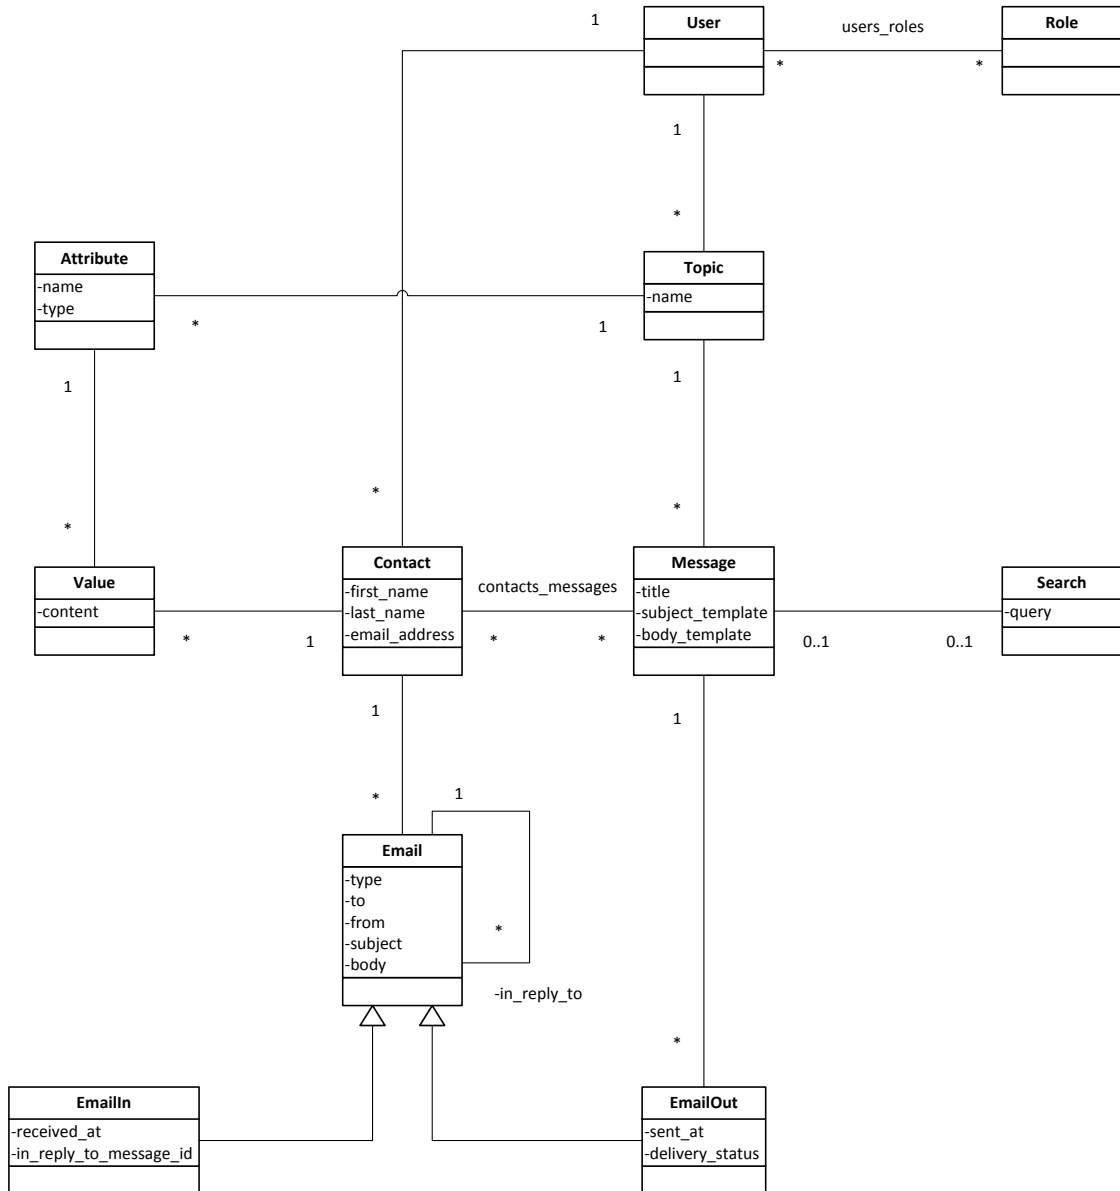 1
User
users_roles
Role
*
*
1
*
Attribute
-name
-type
Topic
-name
*
1
1
1
*
*
*
Value
-content
Contact
-first_name
-last_name
-email_address
contacts_messages
Message
-title
-subject_template
-body_template
Search
-query
*
1
*
*
0..1
0..1
1
1
*
1
Email
-type
-to
-from
-subject
-body
*
-in_reply_to
*
EmailIn
-received_at
-in_reply_to_message_id
EmailOut
-sent_at
-delivery_status